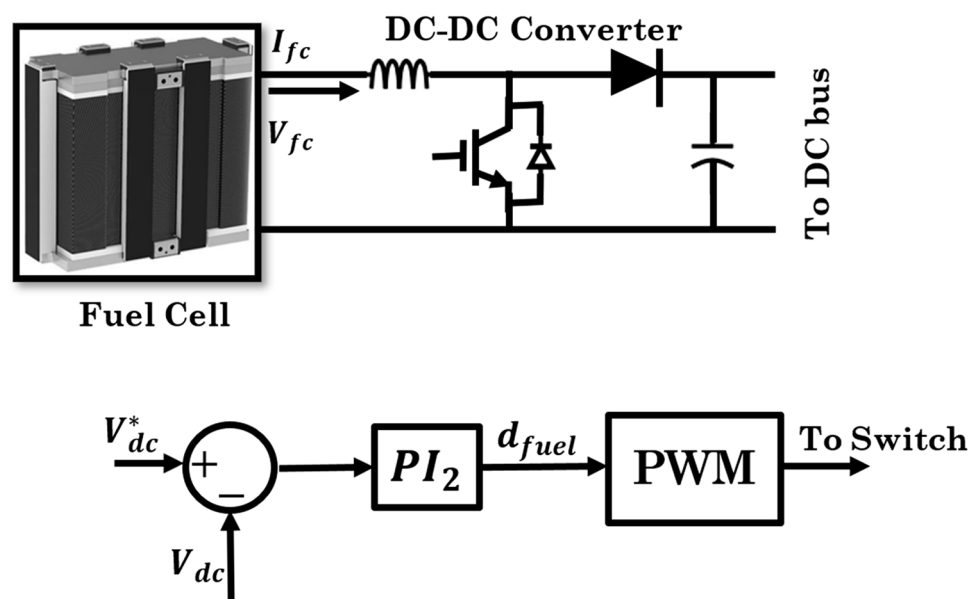 DC-DC Converter
I_fc
V_fc
To DC bus
Fuel Cell
V*_dc
+
−
V_dc
PI_2
d_fuel
PWM
To Switch